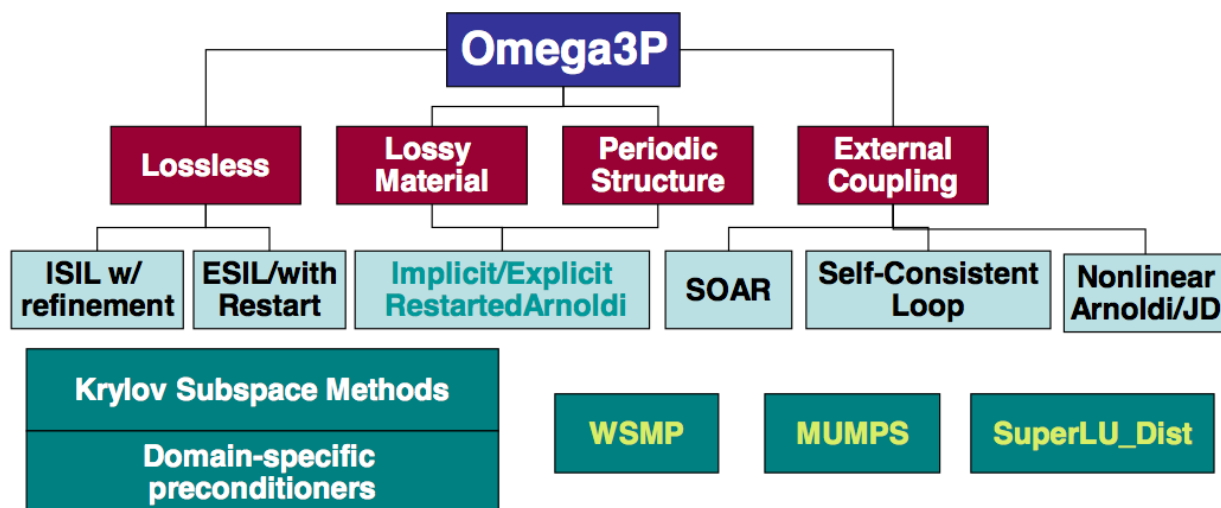 Omega3P
Lossless
Lossy
Material
Periodic
Structure
External
Coupling
ISIL w/
refinement
ESIL/with
Restart
Implicit/Explicit
RestartedArnoldi
SOAR
Self-Consistent
Loop
Nonlinear
Arnoldi/JD
Krylov Subspace Methods
Domain-specific
preconditioners
WSMP
MUMPS
SuperLU_Dist